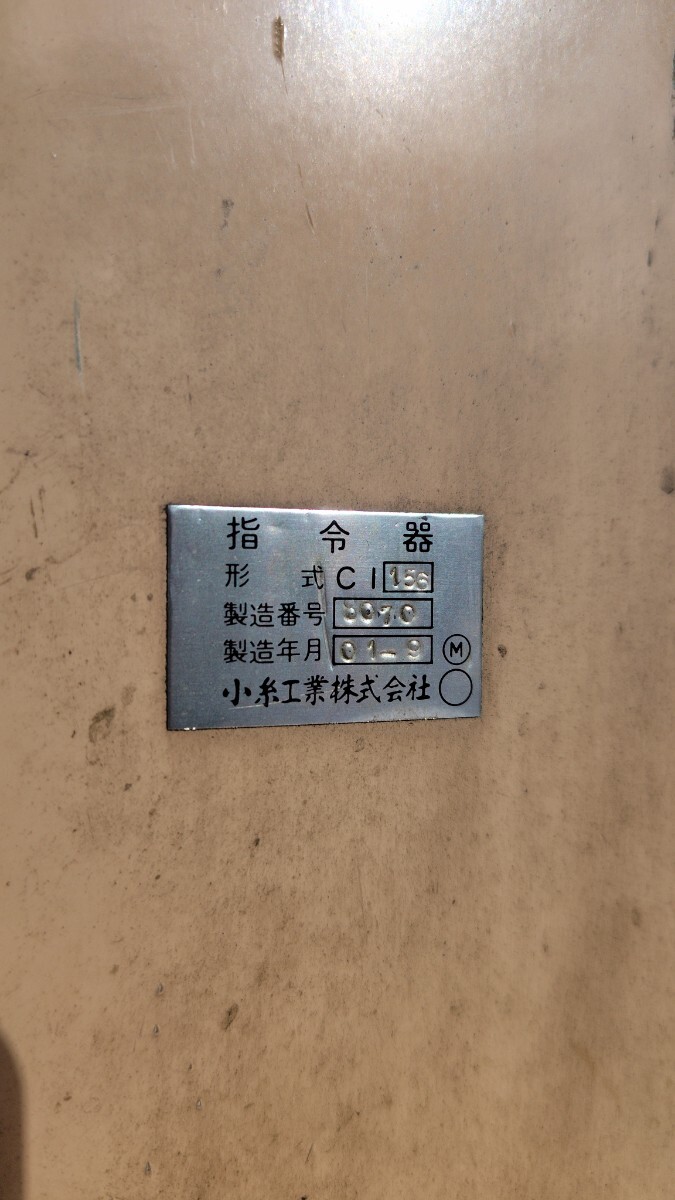 指令器
形式 CI 156
製造番号
製造年月 01-9 Ⓜ
小糸工業株式会社